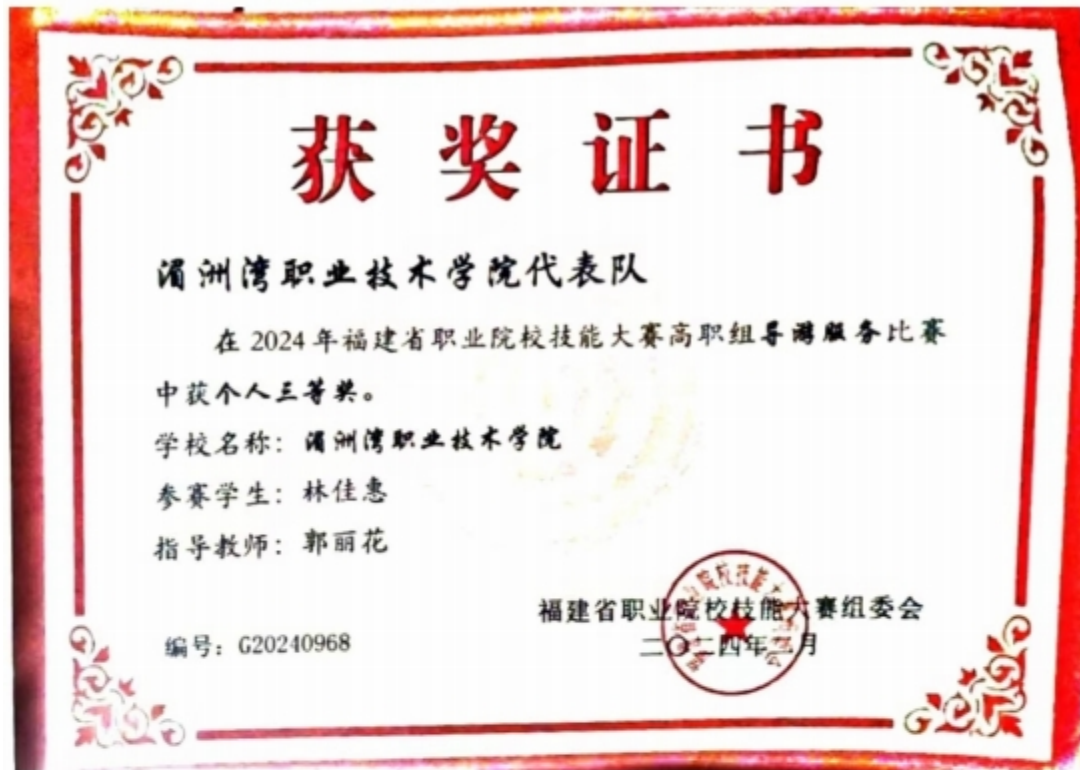 获奖证书
湄洲湾职业技术学院代表队
在 2024 年福建省职业院校技能大赛高职组导游服务比赛
中获个人三等奖。
学校名称：湄洲湾职业技术学院
参赛学生：林佳惠
指导教师：郭丽花
福建省职业院校技能大赛组委会
编号：G20240968
二〇二四年 月